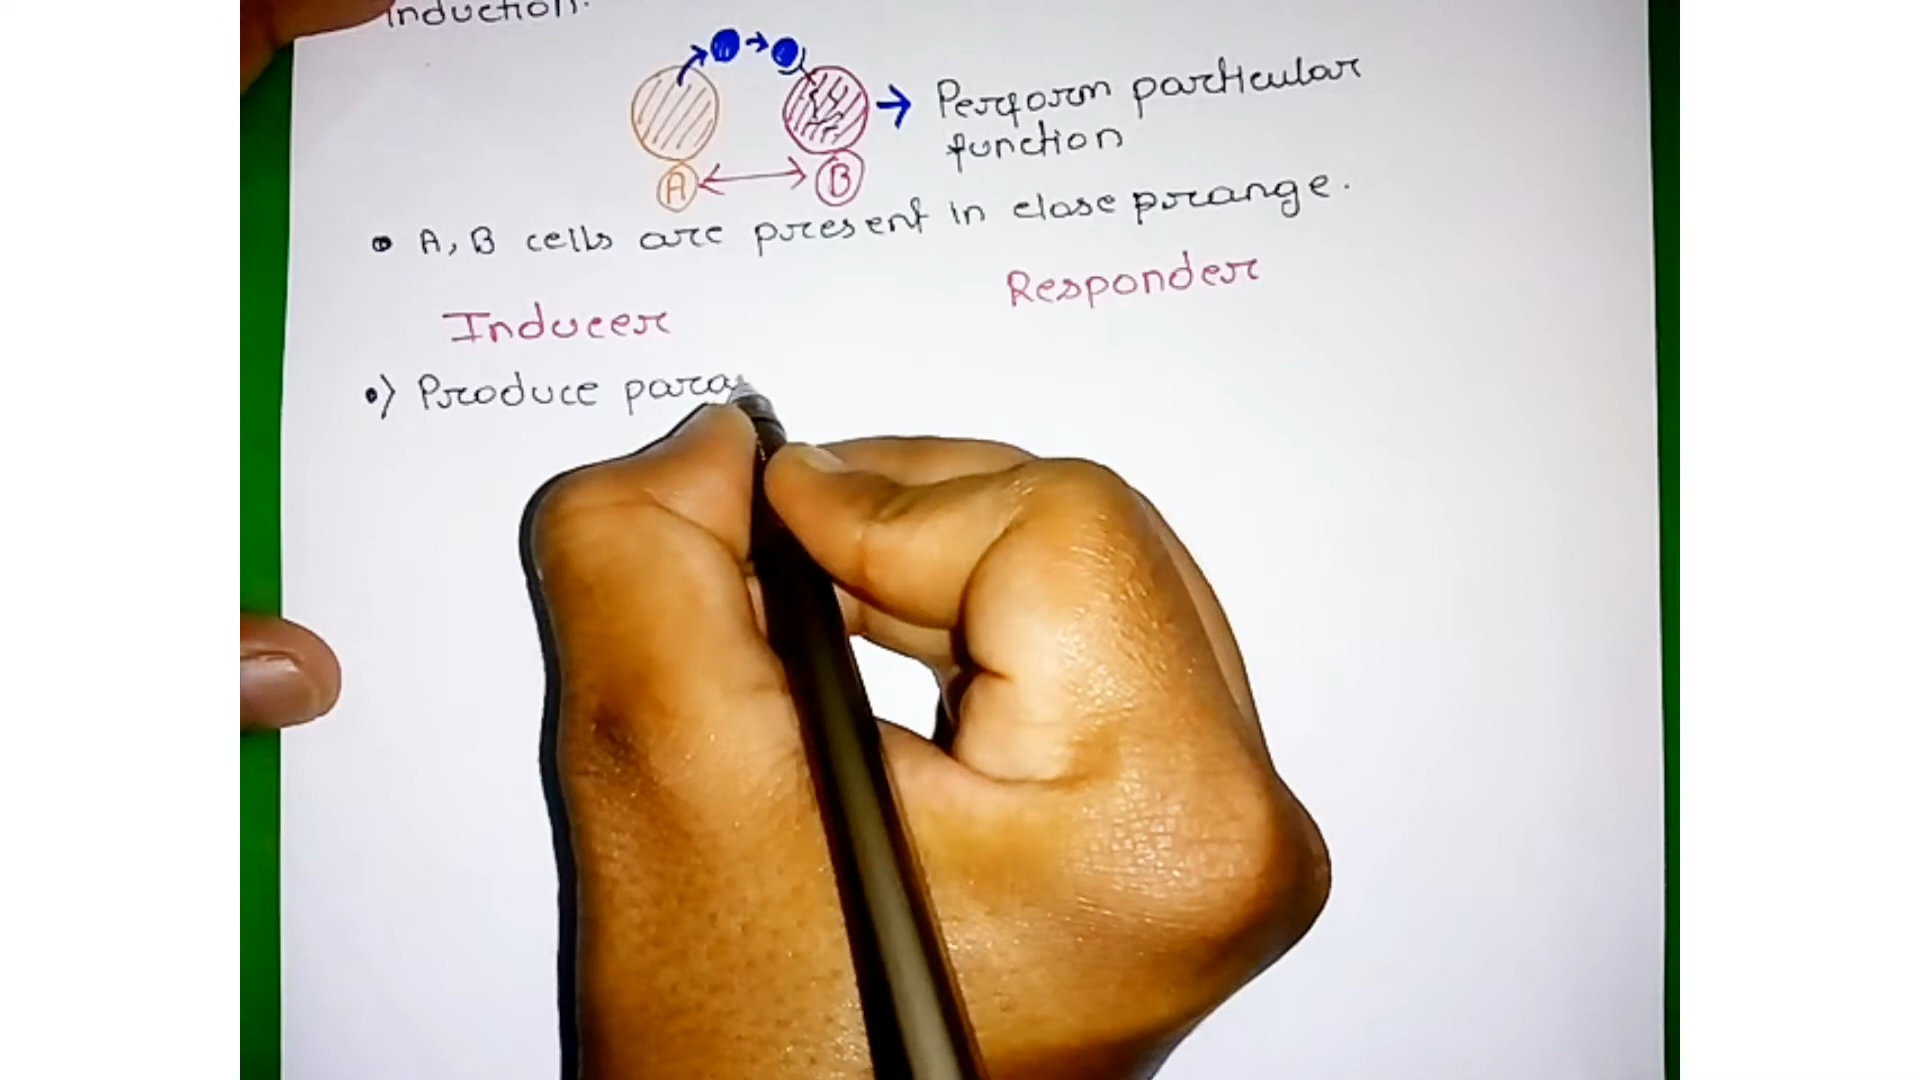 induction.
Perform particular
function
A B
• A, B cells are present in close prange.
Responder
Inducer
•) Produce para